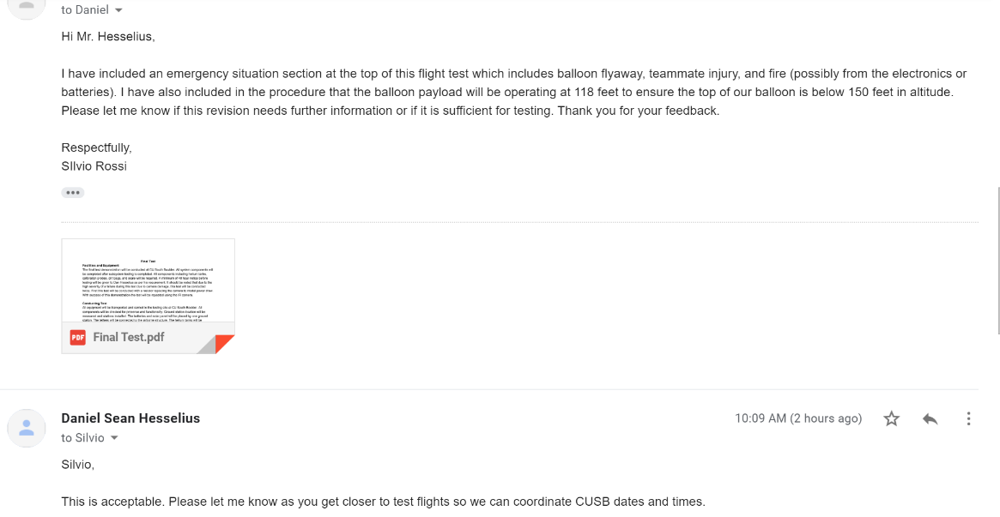 to Daniel
Hi Mr. Hesselius,
I have included an emergency situation section at the top of this flight test which includes balloon flyaway, teammate injury, and fire (possibly from the electronics or
batteries). I have also included in the procedure that the balloon payload will be operating at 118 feet to ensure the top of our balloon is below 150 feet in altitude.
Please let me know if this revision needs further information or if it is sufficient for testing. Thank you for your feedback.
Respectfully,
SIlvio Rossi
Final Test
Facilities and Equipment
Conducting Test
PDF Final Test.pdf
Daniel Sean Hesselius
10:09 AM (2 hours ago)
to Silvio
Silvio,
This is acceptable. Please let me know as you get closer to test flights so we can coordinate CUSB dates and times.